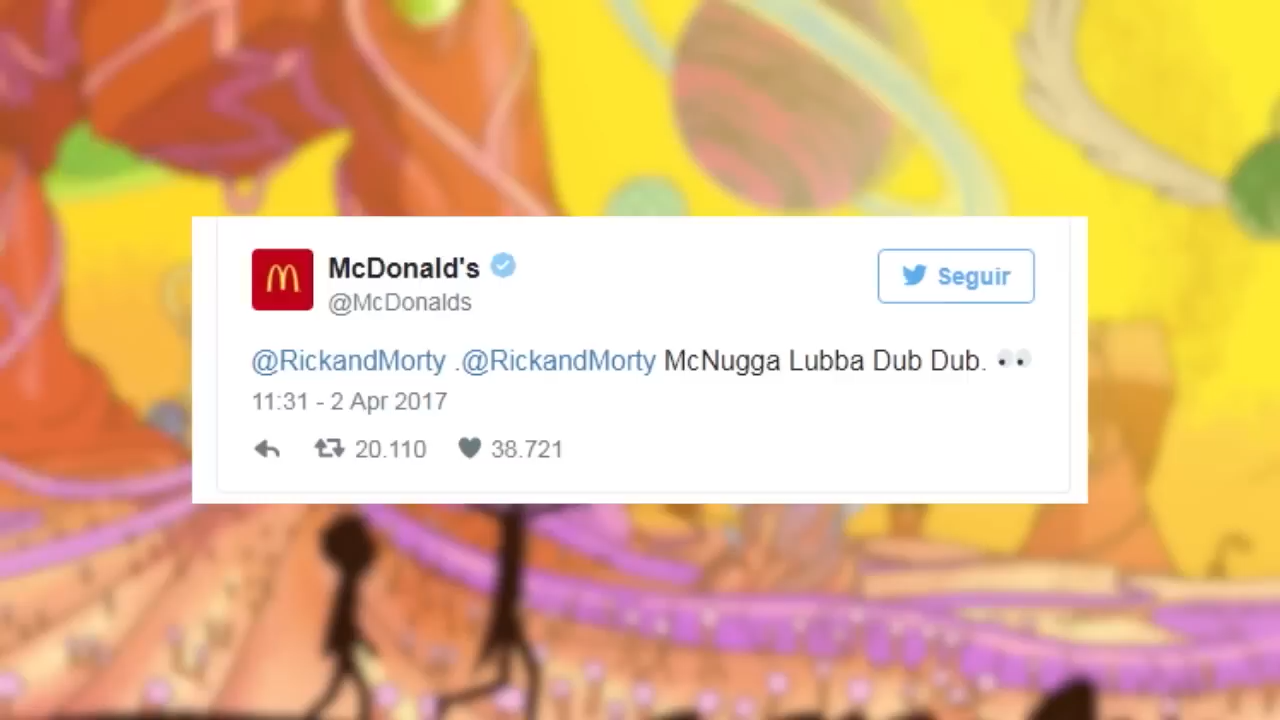 McDonald's
Seguir
@McDonalds
@RickandMorty .@RickandMorty McNugga Lubba Dub Dub. 👀
11:31 - 2 Apr 2017
20.110 38.721